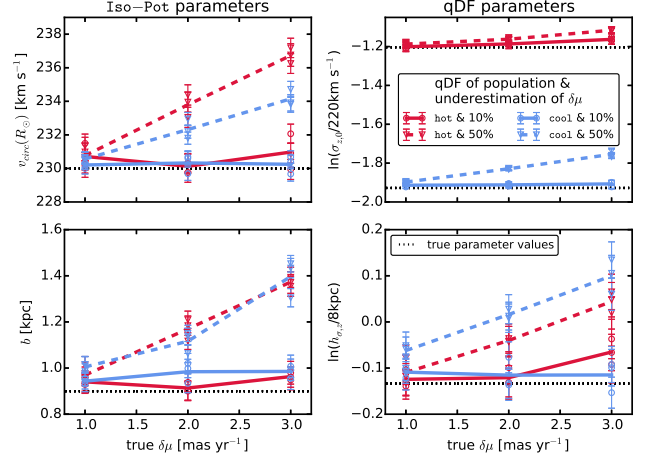 Iso-Pot parameters
qDF parameters
238
236
234
232
230
228
v_circ(R_⊙) [km s⁻¹]
−1.2
−1.4
−1.6
−1.8
−2.0
ln(σ_{z,0}/220km s⁻¹)
qDF of population &
underestimation of δμ
hot & 10% cool & 10%
hot & 50% cool & 50%
1.6
1.4
1.2
1.0
0.8
b [kpc]
1.0 1.5 2.0 2.5 3.0
true δμ [mas yr⁻¹]
0.2
0.1
0.0
−0.1
−0.2
ln(h_{σ,z}/8kpc)
true parameter values
1.0 1.5 2.0 2.5 3.0
true δμ [mas yr⁻¹]